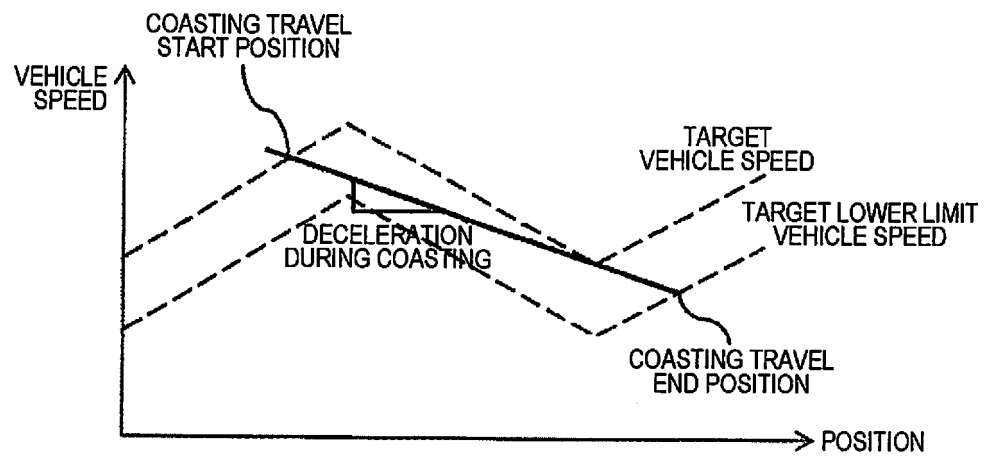 COASTING TRAVEL
START POSITION
VEHICLE
SPEED
TARGET
VEHICLE SPEED
TARGET LOWER LIMIT
VEHICLE SPEED
DECELERATION
DURING COASTING
COASTING TRAVEL
END POSITION
POSITION